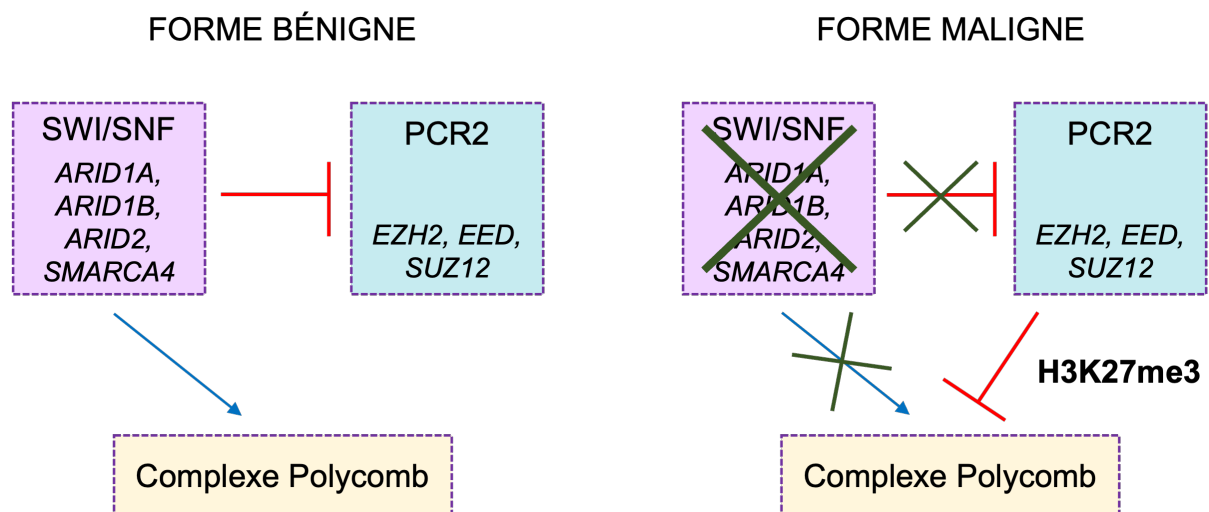 FORME BÉNIGNE
SWI/SNF
ARID1A,
ARID1B,
ARID2,
SMARCA4
PCR2
EZH2, EED,
SUZ12
Complexe Polycomb
FORME MALIGNE
SWI/SNF
ARID1A,
ARID1B,
ARID2,
SMARCA4
PCR2
EZH2, EED,
SUZ12
H3K27me3
Complexe Polycomb